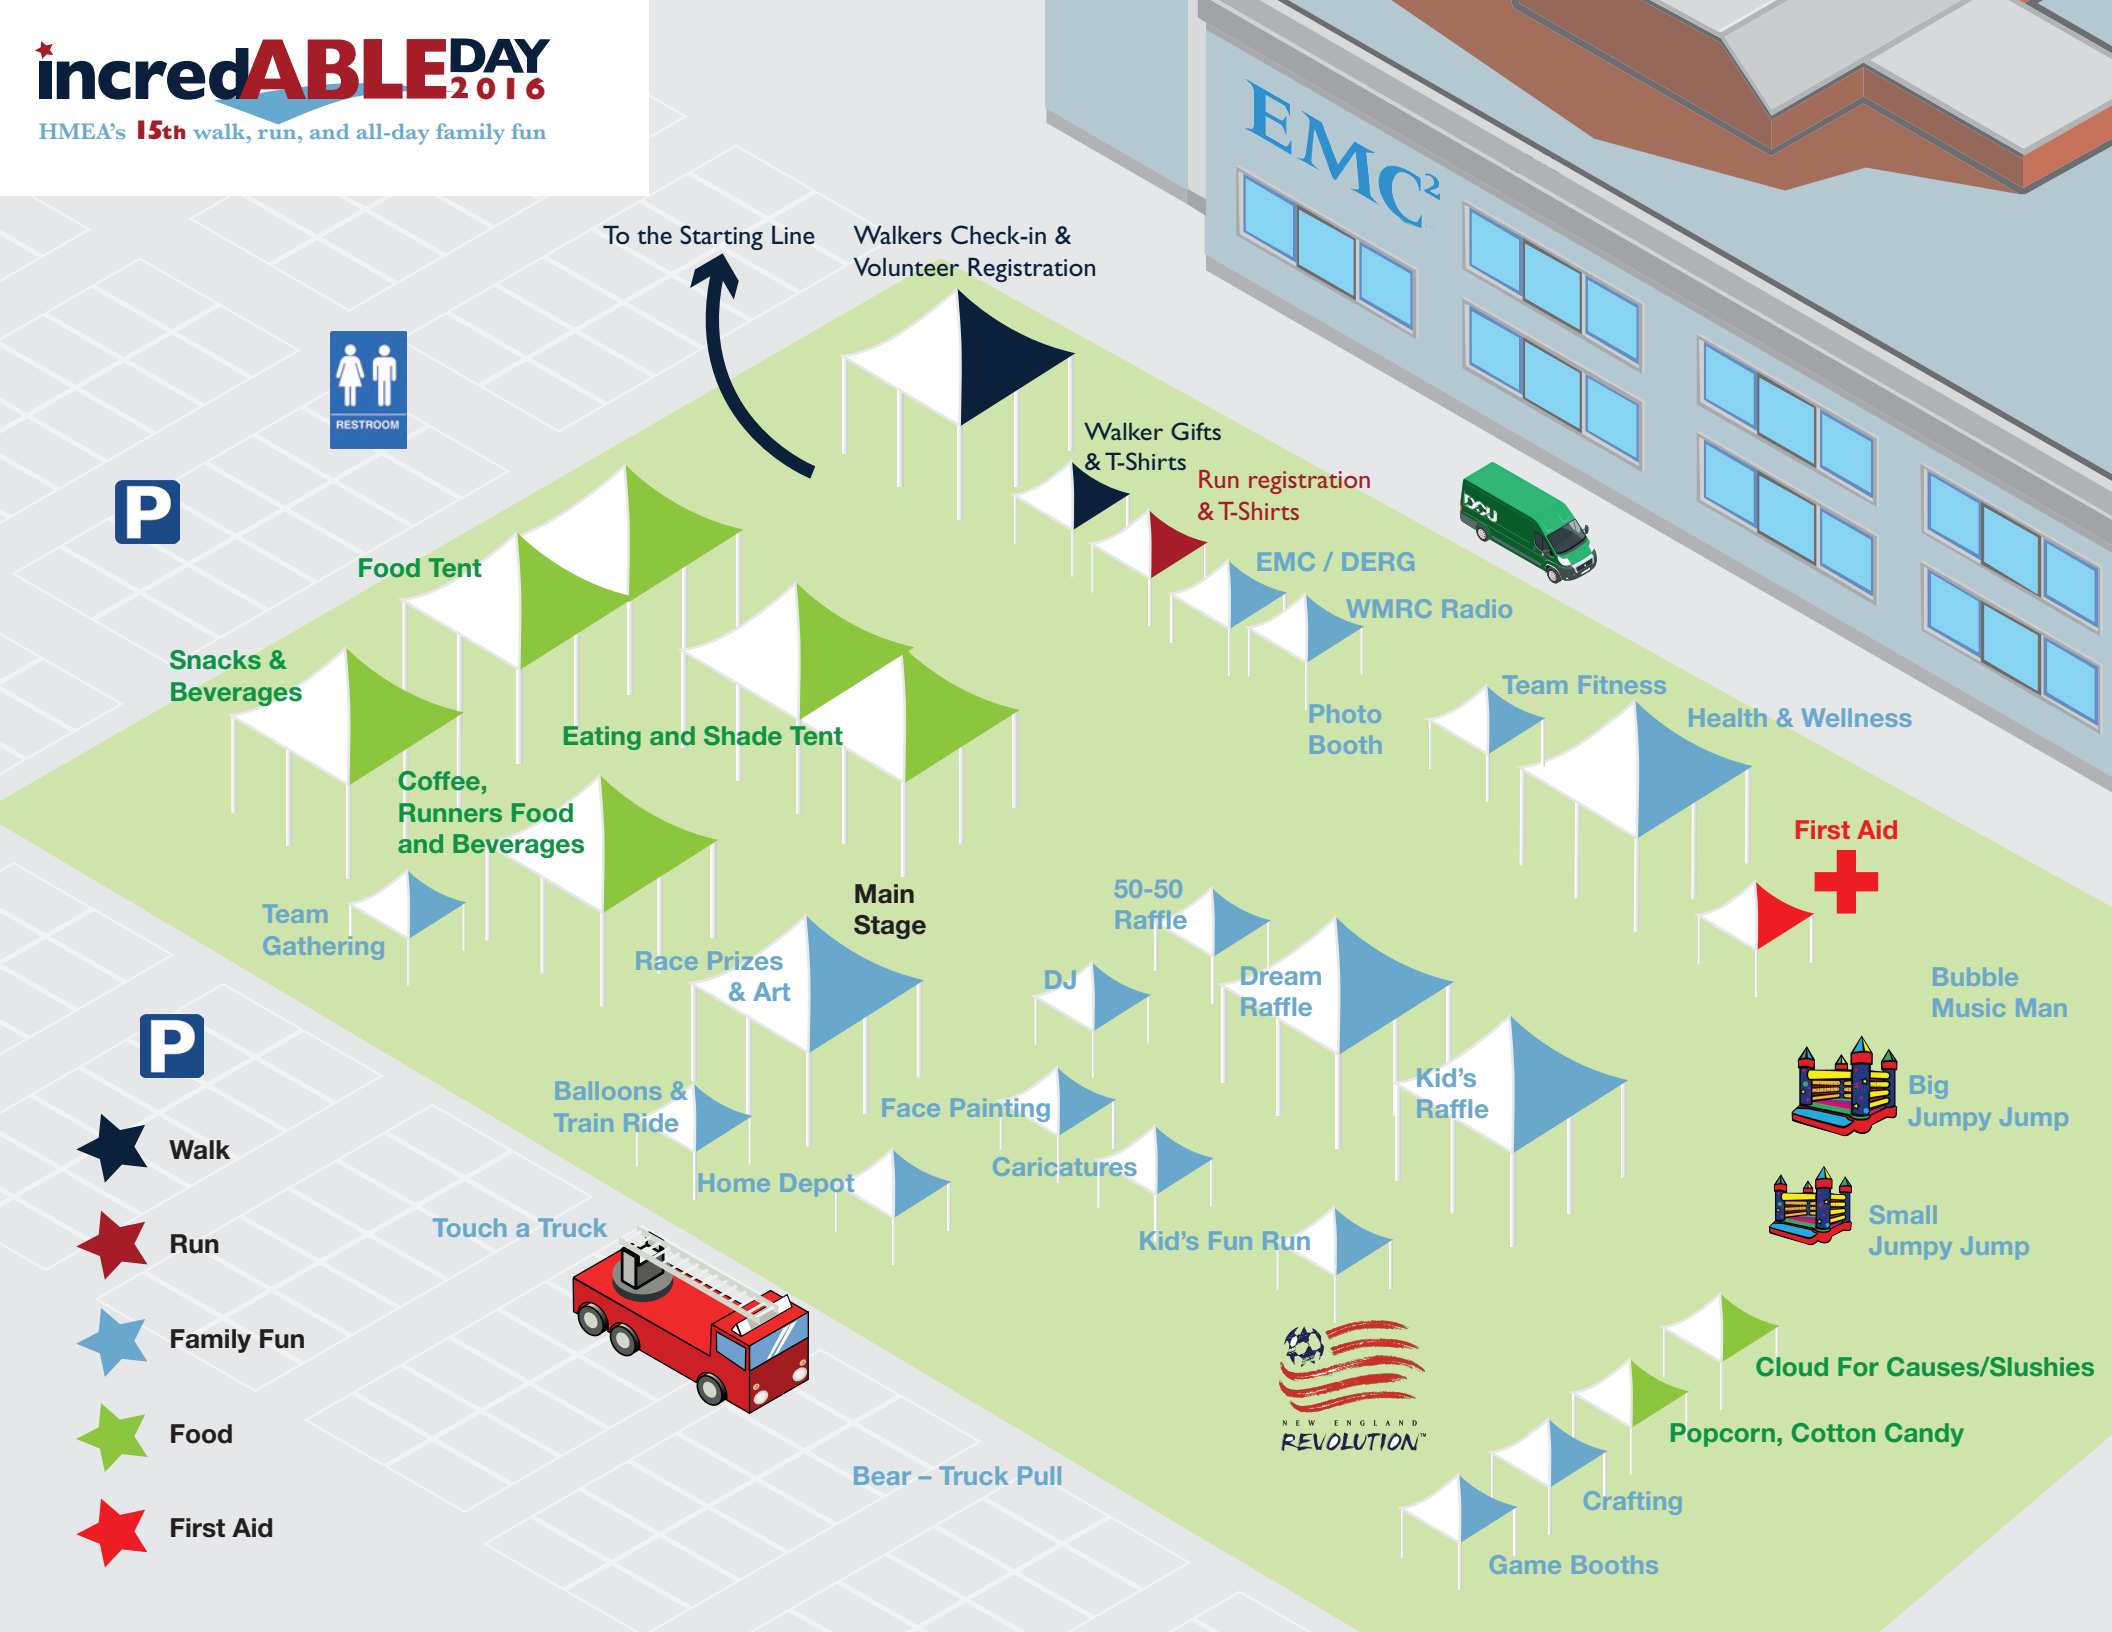 incredABLEDAY
2016
HMEA's 15th walk, run, and all-day family fun
EMC²
To the Starting Line
Walkers Check-in &
Volunteer Registration
RESTROOM
Walker Gifts
& T-Shirts
Run registration
& T-Shirts
DCU
P
Food Tent
EMC / DERG
WMRC Radio
Snacks &
Beverages
Team Fitness
Photo
Booth
Health & Wellness
Eating and Shade Tent
Coffee,
Runners Food
and Beverages
First Aid
Main
Stage
50-50
Raffle
Team
Gathering
Race Prizes
& Art
DJ
Dream
Raffle
Bubble
Music Man
P
Kid's
Raffle
Big
Jumpy Jump
Balloons &
Train Ride
Face Painting
Caricatures
Home Depot
Small
Jumpy Jump
Touch a Truck
Kid's Fun Run
Walk
Run
Family Fun
Food
First Aid
NEW ENGLAND
REVOLUTION™
Cloud For Causes/Slushies
Popcorn, Cotton Candy
Bear – Truck Pull
Crafting
Game Booths